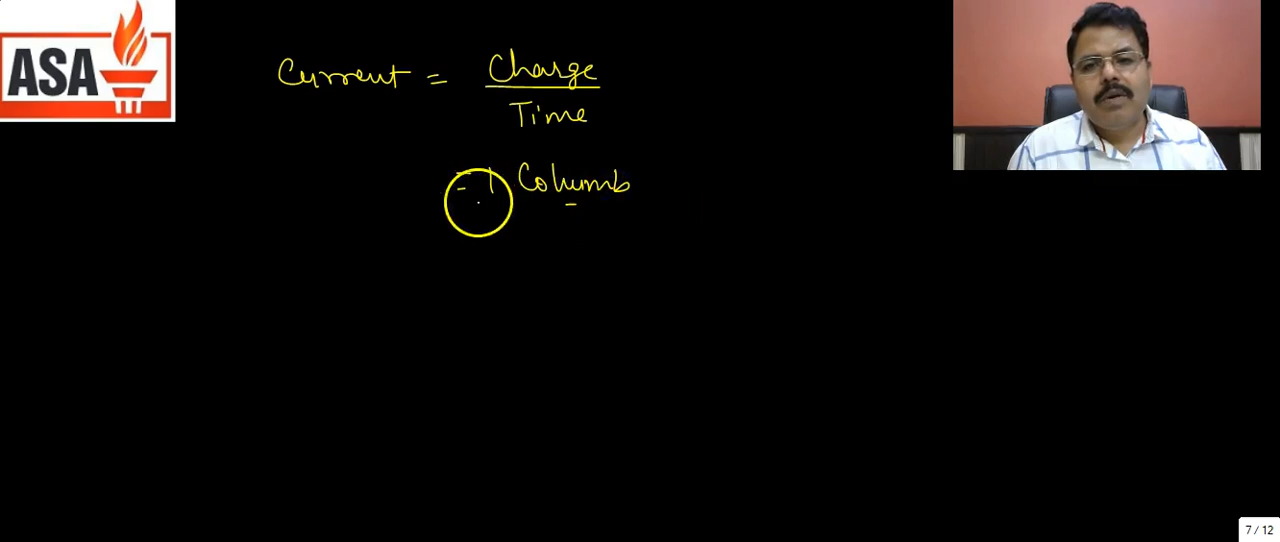 ASA
Current = Charge
Time
= 1 Columb
7 / 12